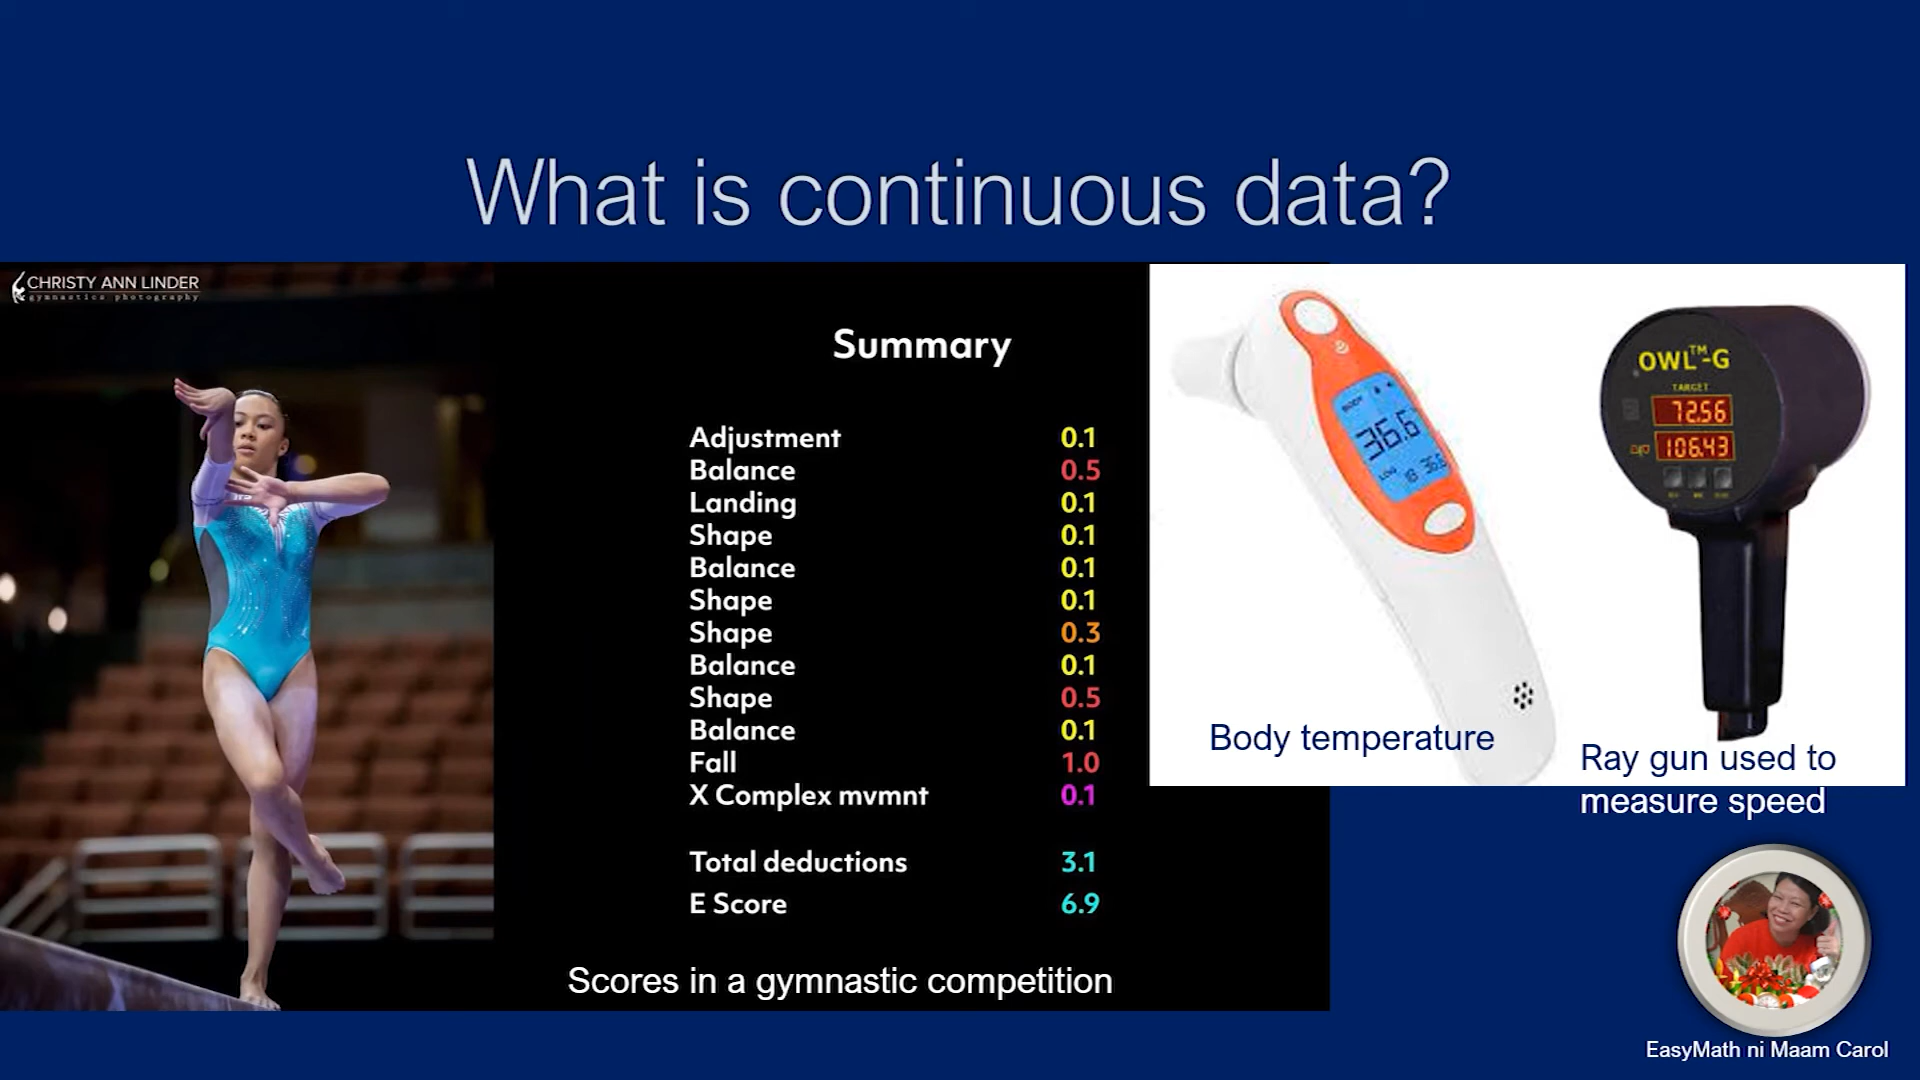 What is continuous data?
CHRISTY ANN LINDER
gymnastics photography
Summary
Adjustment 0.1
Balance 0.5
Landing 0.1
Shape 0.1
Balance 0.1
Shape 0.1
Shape 0.3
Balance 0.1
Shape 0.5
Balance 0.1
Fall 1.0
X Complex mvmnt 0.1
Total deductions 3.1
E Score 6.9
Scores in a gymnastic competition
BODY
36.6
Body temperature
OWL™-G
TARGET
72.56
106.43
Ray gun used to
measure speed
EasyMath ni Maam Carol